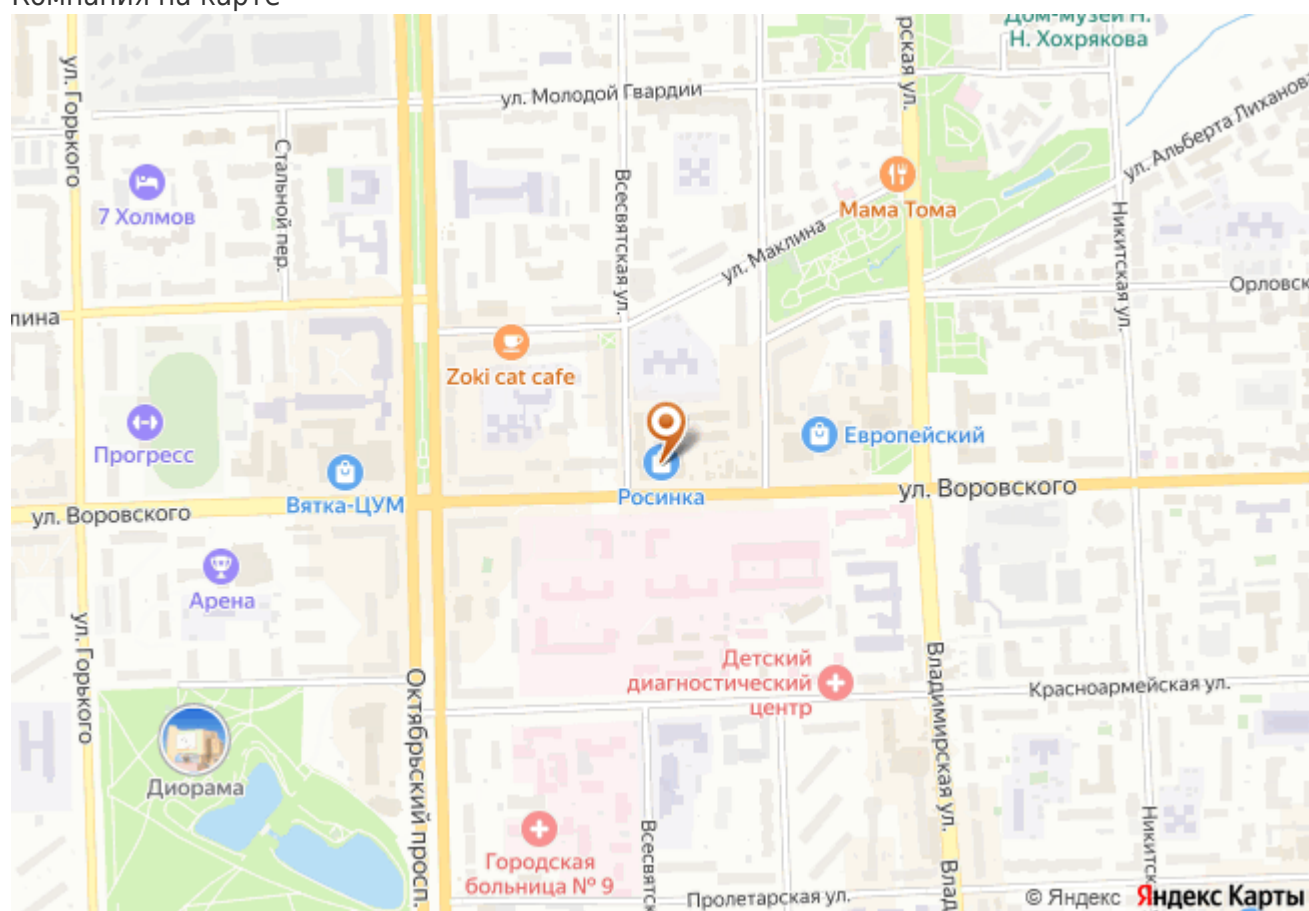 Компания на карте
Дом-музей Н.
Н. Хохрякова
рская ул.
ул. Горького
ул. Молодой Гвардии
ул. Альберта Лиханова
Стальной пер.
Всесвятская ул.
7 Холмов
Мама Тома
ул. Маклина
Никитская ул.
Орловск
лина
Zoki cat cafe
Прогресс
Европейский
Вятка-ЦУМ
Росинка
ул. Воровского
ул. Воровского
Арена
ул. Горького
Детский
диагностический
центр
Октябрьский просп.
Владимирская ул.
Красноармейская ул.
Диорама
Городская
больница № 9
Всесвятск
Пролетарская ул.
Влад
Никитск
© Яндекс Яндекс Карты